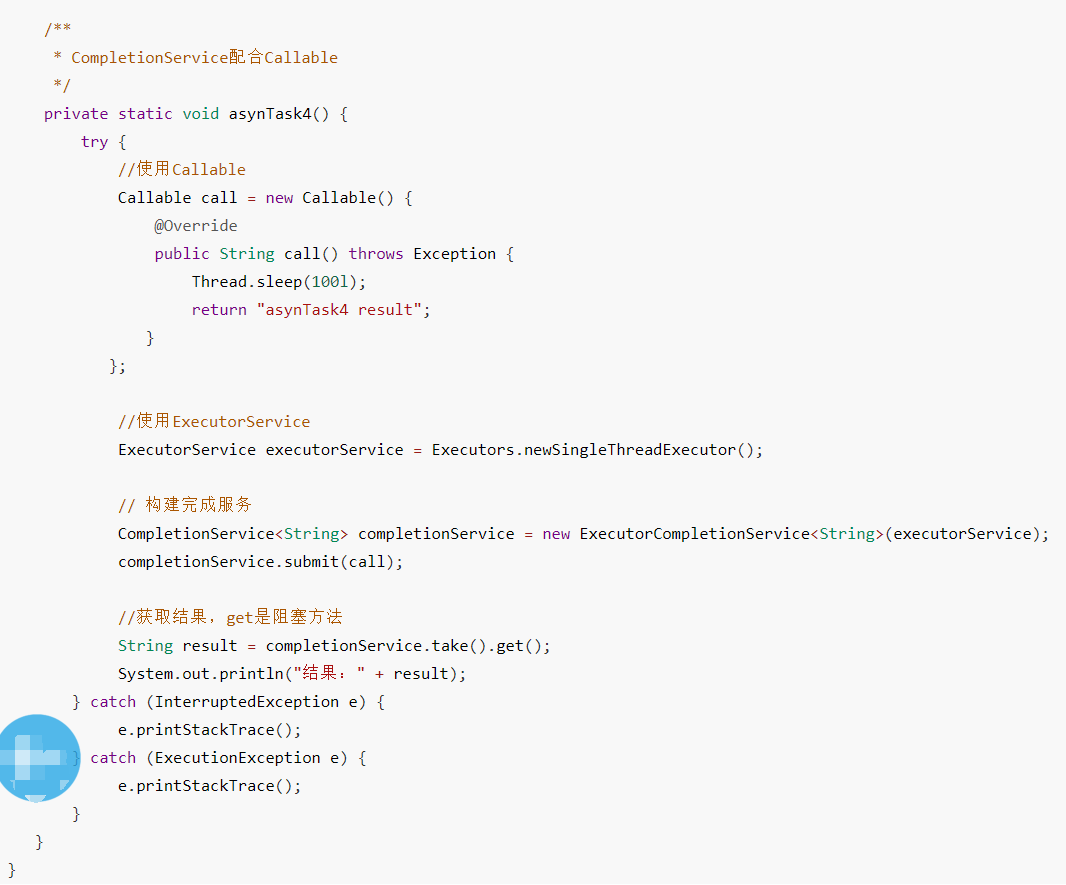 /**
* CompletionService配合Callable
*/
private static void asynTask4() {
try {
//使用Callable
Callable call = new Callable() {
@Override
public String call() throws Exception {
Thread.sleep(100l);
return "asynTask4 result";
}
};
//使用ExecutorService
ExecutorService executorService = Executors.newSingleThreadExecutor();
// 构建完成服务
CompletionService<String> completionService = new ExecutorCompletionService<String>(executorService);
completionService.submit(call);
//获取结果，get是阻塞方法
String result = completionService.take().get();
System.out.println("结果：" + result);
} catch (InterruptedException e) {
e.printStackTrace();
} catch (ExecutionException e) {
e.printStackTrace();
}
}
}